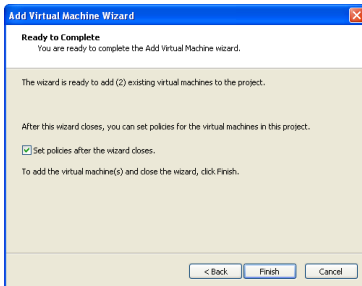 Add Virtual Machine Wizard
Ready to Complete
You are ready to complete the Add Virtual Machine wizard.
The wizard is ready to add (2) existing virtual machines to the project.
After this wizard closes, you can set policies for the virtual machines in this project.
Set policies after the wizard closes.
To add the virtual machine(s) and close the wizard, click Finish.
< Back Finish Cancel